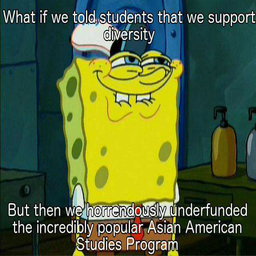 What if we told students that we support
diversity
But then we horrendously underfunded
the incredibly popular Asian American
Studies Program